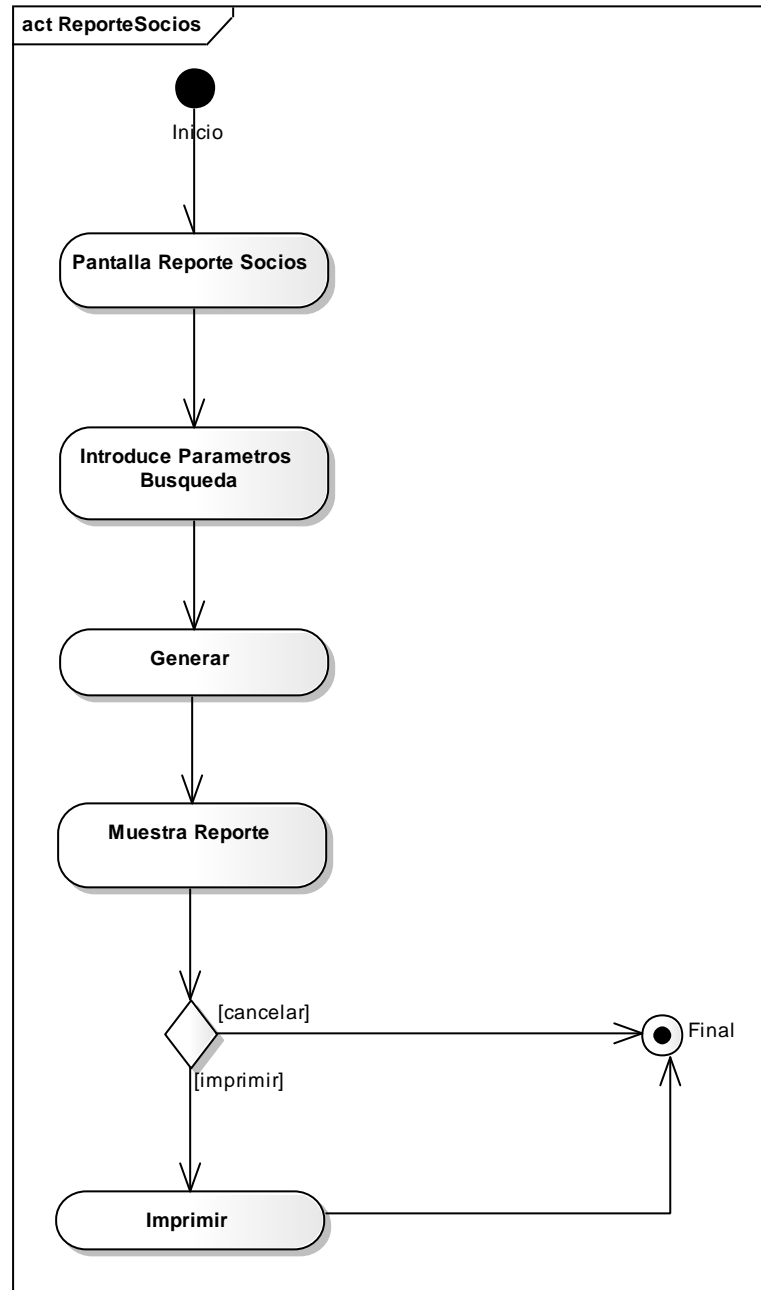 act ReporteSocios
Inicio
Pantalla Reporte Socios
Introduce Parametros
Busqueda
Generar
Muestra Reporte
[cancelar]
Final
[imprimir]
Imprimir